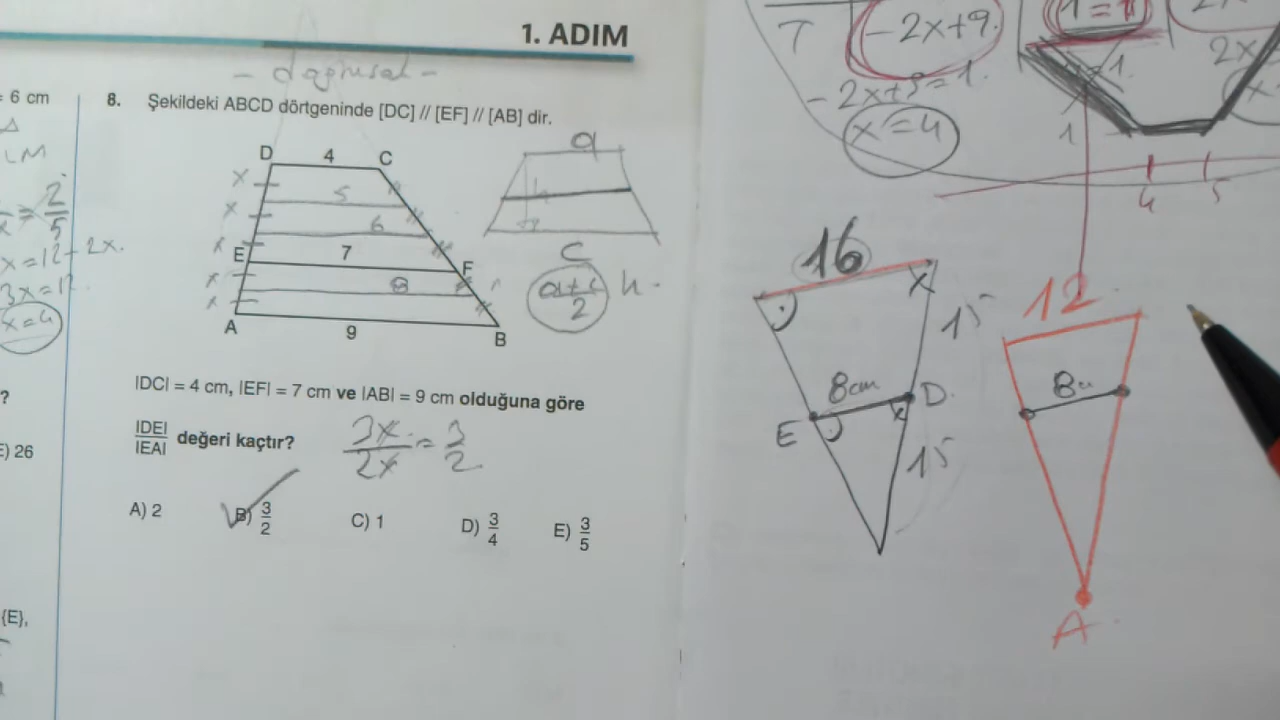 1. ADIM
- doğrusal -
= 6 cm
8. Şekildeki ABCD dörtgeninde [DC] // [EF] // [AB] dir.
D 4 C
x 5
x 6
x E 7 F
x 8
x
A 9 B
a
h
c
(a+c)/2 h.
2/5
x = 12 + 2x.
3x = 12
x = 4
|DC| = 4 cm, |EF| = 7 cm ve |AB| = 9 cm olduğuna göre
|DE|/|EA| değeri kaçtır?
3x/2x = 3/2
?
E) 26
A) 2 B) 3/2 C) 1 D) 3/4 E) 3/5
{E},
T -2x+9.
1 = 1
2x
-2x+9 = 1.
x = 4
1.
1
4 5
16
x
15
8cm D.
E x
15
12
8
A